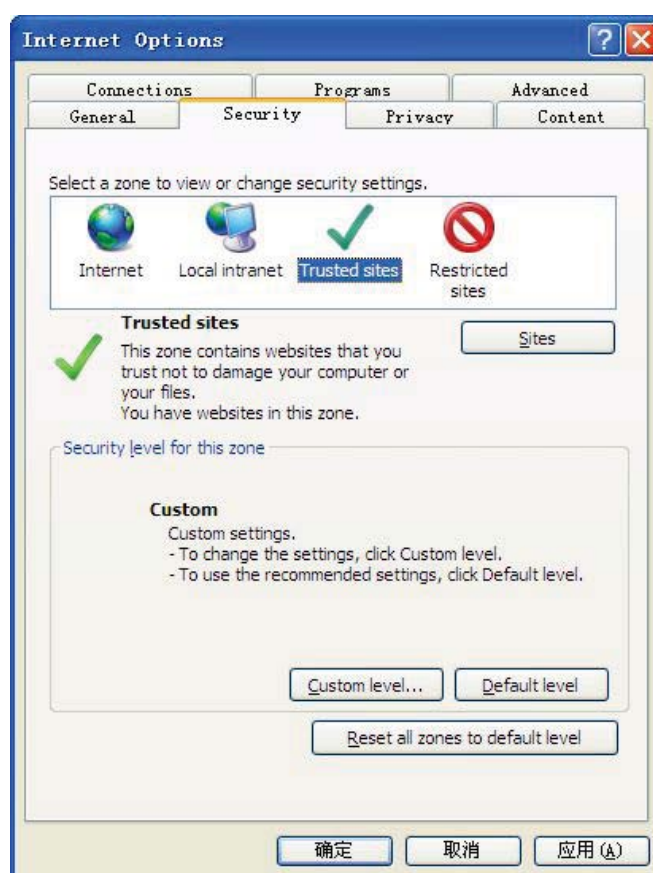 Internet Options
Connections Programs Advanced
General Security Privacy Content
Select a zone to view or change security settings.
Internet Local intranet Trusted sites Restricted
sites
Trusted sites
Sites
This zone contains websites that you
trust not to damage your computer or
your files.
You have websites in this zone.
Security level for this zone
Custom
Custom settings.
- To change the settings, click Custom level.
- To use the recommended settings, click Default level.
Custom level... Default level
Reset all zones to default level
确定 取消 应用(A)